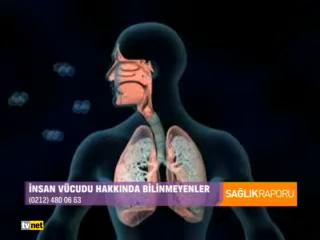 İNSAN VÜCUDU HAKKINDA BİLİNMEYENLER
(0212) 480 06 63
SAĞLIKRAPORU
tvnet